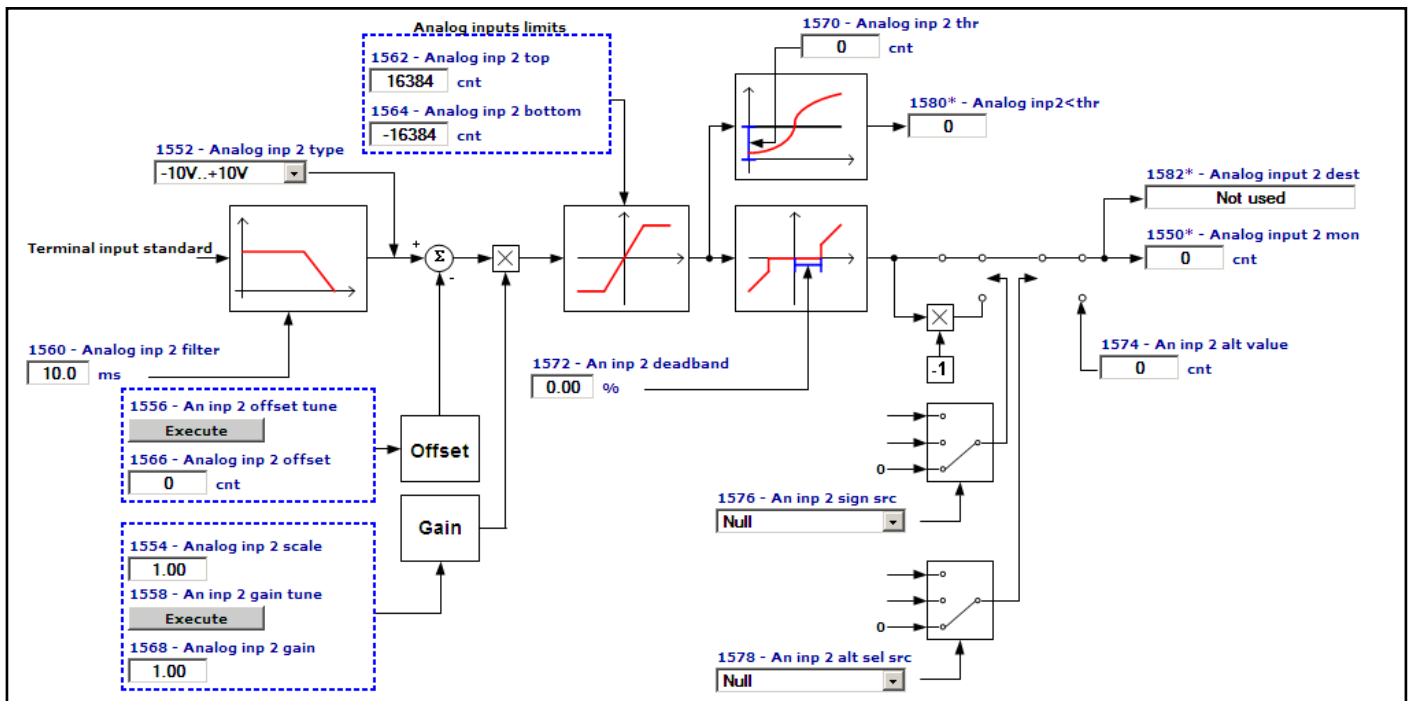 Analog inputs limits
1562 - Analog inp 2 top
16384 cnt
1564 - Analog inp 2 bottom
-16384 cnt
1570 - Analog inp 2 thr
0 cnt
1580* - Analog inp2<thr
0
1552 - Analog inp 2 type
-10V..+10V
1582* - Analog input 2 dest
Not used
1550* - Analog input 2 mon
0 cnt
Terminal input standard
+
Σ
-
1560 - Analog inp 2 filter
10.0 ms
1572 - An inp 2 deadband
0.00 %
-1
1574 - An inp 2 alt value
0 cnt
1556 - An inp 2 offset tune
Execute
1566 - Analog inp 2 offset
0 cnt
Offset
0
1576 - An inp 2 sign src
Null
Gain
1554 - Analog inp 2 scale
1.00
1558 - An inp 2 gain tune
Execute
1568 - Analog inp 2 gain
1.00
0
1578 - An inp 2 alt sel src
Null